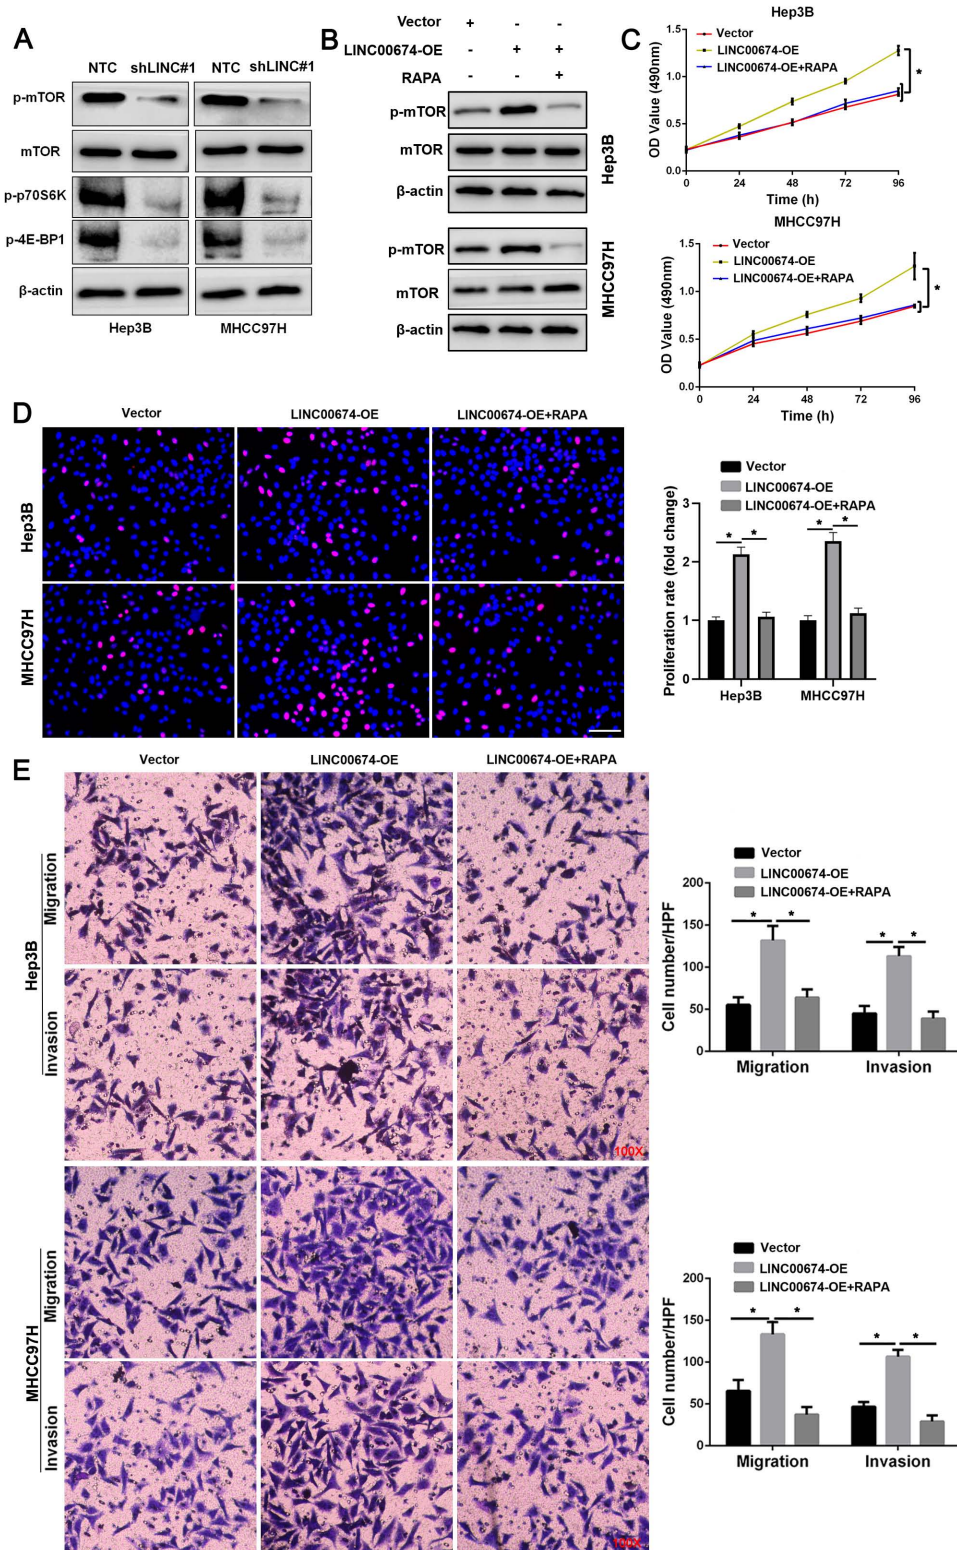 A
NTC shLINC#1 NTC shLINC#1
p-mTOR
mTOR
p-p70S6K
p-4E-BP1
β-actin
Hep3B MHCC97H
B
Vector + - -
LINC00674-OE - + +
RAPA - - +
p-mTOR
mTOR
β-actin
Hep3B
p-mTOR
mTOR
β-actin
MHCC97H
C
Hep3B
Vector
LINC00674-OE
LINC00674-OE+RAPA
*
OD Value (490nm)
1.5
1.0
0.5
0.0
0 24 48 72 96
Time (h)
MHCC97H
Vector
LINC00674-OE
LINC00674-OE+RAPA
*
OD Value (490nm)
1.5
1.0
0.5
0.0
0 24 48 72 96
Time (h)
D
Vector LINC00674-OE LINC00674-OE+RAPA
Hep3B
MHCC97H
Vector
LINC00674-OE
LINC00674-OE+RAPA
Proliferation rate (fold change)
3
2
1
0
* * * *
Hep3B MHCC97H
E
Vector LINC00674-OE LINC00674-OE+RAPA
Hep3B
Migration
Invasion
100X
Vector
LINC00674-OE
LINC00674-OE+RAPA
Cell number/HPF
200
150
100
50
0
* * * *
Migration Invasion
MHCC97H
Migration
Invasion
100X
Vector
LINC00674-OE
LINC00674-OE+RAPA
Cell number/HPF
200
150
100
50
0
* * * *
Migration Invasion